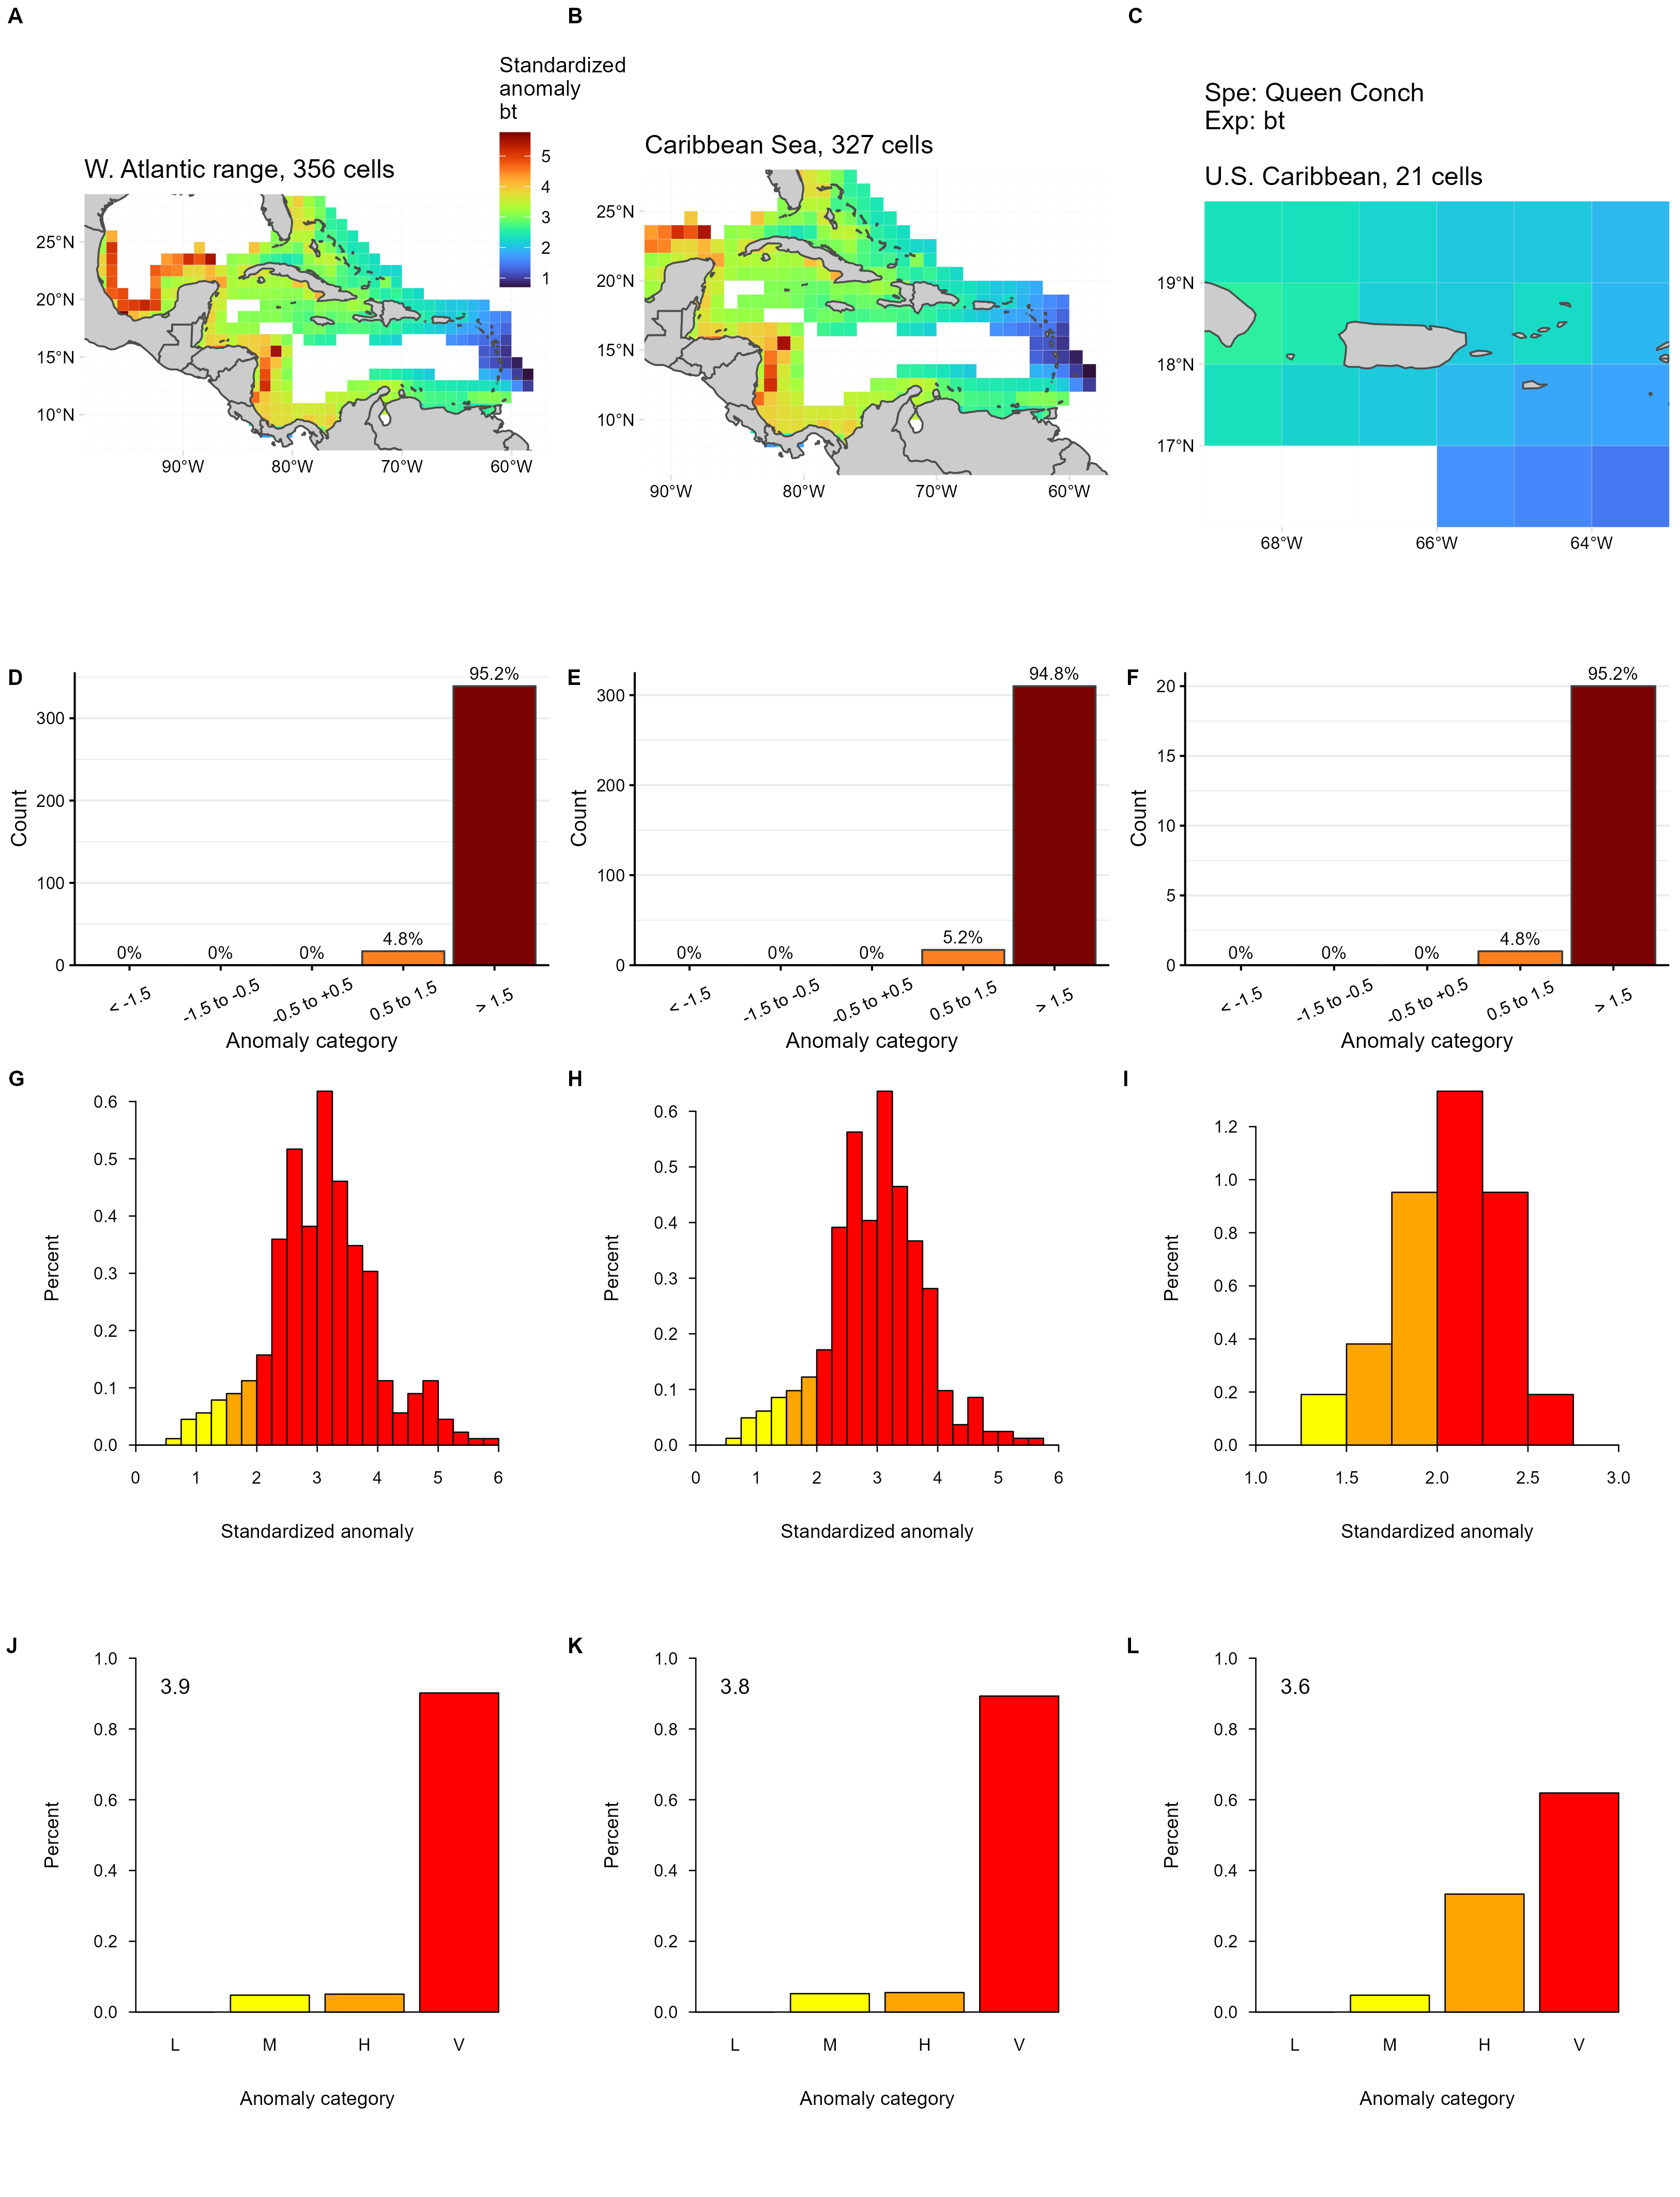 A
B
C
Standardized
anomaly
bt
5
4
3
2
1
W. Atlantic range, 356 cells
25°N
20°N
15°N
10°N
90°W
80°W
70°W
60°W
Caribbean Sea, 327 cells
25°N
20°N
15°N
10°N
90°W
80°W
70°W
60°W
Spe: Queen Conch
Exp: bt
U.S. Caribbean, 21 cells
19°N
18°N
17°N
68°W
66°W
64°W
D
Count
300
200
100
0
0%
0%
0%
4.8%
95.2%
< -1.5
-1.5 to -0.5
-0.5 to +0.5
0.5 to 1.5
> 1.5
Anomaly category
E
Count
300
200
100
0
0%
0%
0%
5.2%
94.8%
< -1.5
-1.5 to -0.5
-0.5 to +0.5
0.5 to 1.5
> 1.5
Anomaly category
F
Count
20
15
10
5
0
0%
0%
0%
4.8%
95.2%
< -1.5
-1.5 to -0.5
-0.5 to +0.5
0.5 to 1.5
> 1.5
Anomaly category
G
Percent
0.6
0.5
0.4
0.3
0.2
0.1
0.0
0 1 2 3 4 5 6
Standardized anomaly
H
Percent
0.6
0.5
0.4
0.3
0.2
0.1
0.0
0 1 2 3 4 5 6
Standardized anomaly
I
Percent
1.2
1.0
0.8
0.6
0.4
0.2
0.0
1.0 1.5 2.0 2.5 3.0
Standardized anomaly
J
Percent
1.0
0.8
0.6
0.4
0.2
0.0
3.9
L M H V
Anomaly category
K
Percent
1.0
0.8
0.6
0.4
0.2
0.0
3.8
L M H V
Anomaly category
L
Percent
1.0
0.8
0.6
0.4
0.2
0.0
3.6
L M H V
Anomaly category